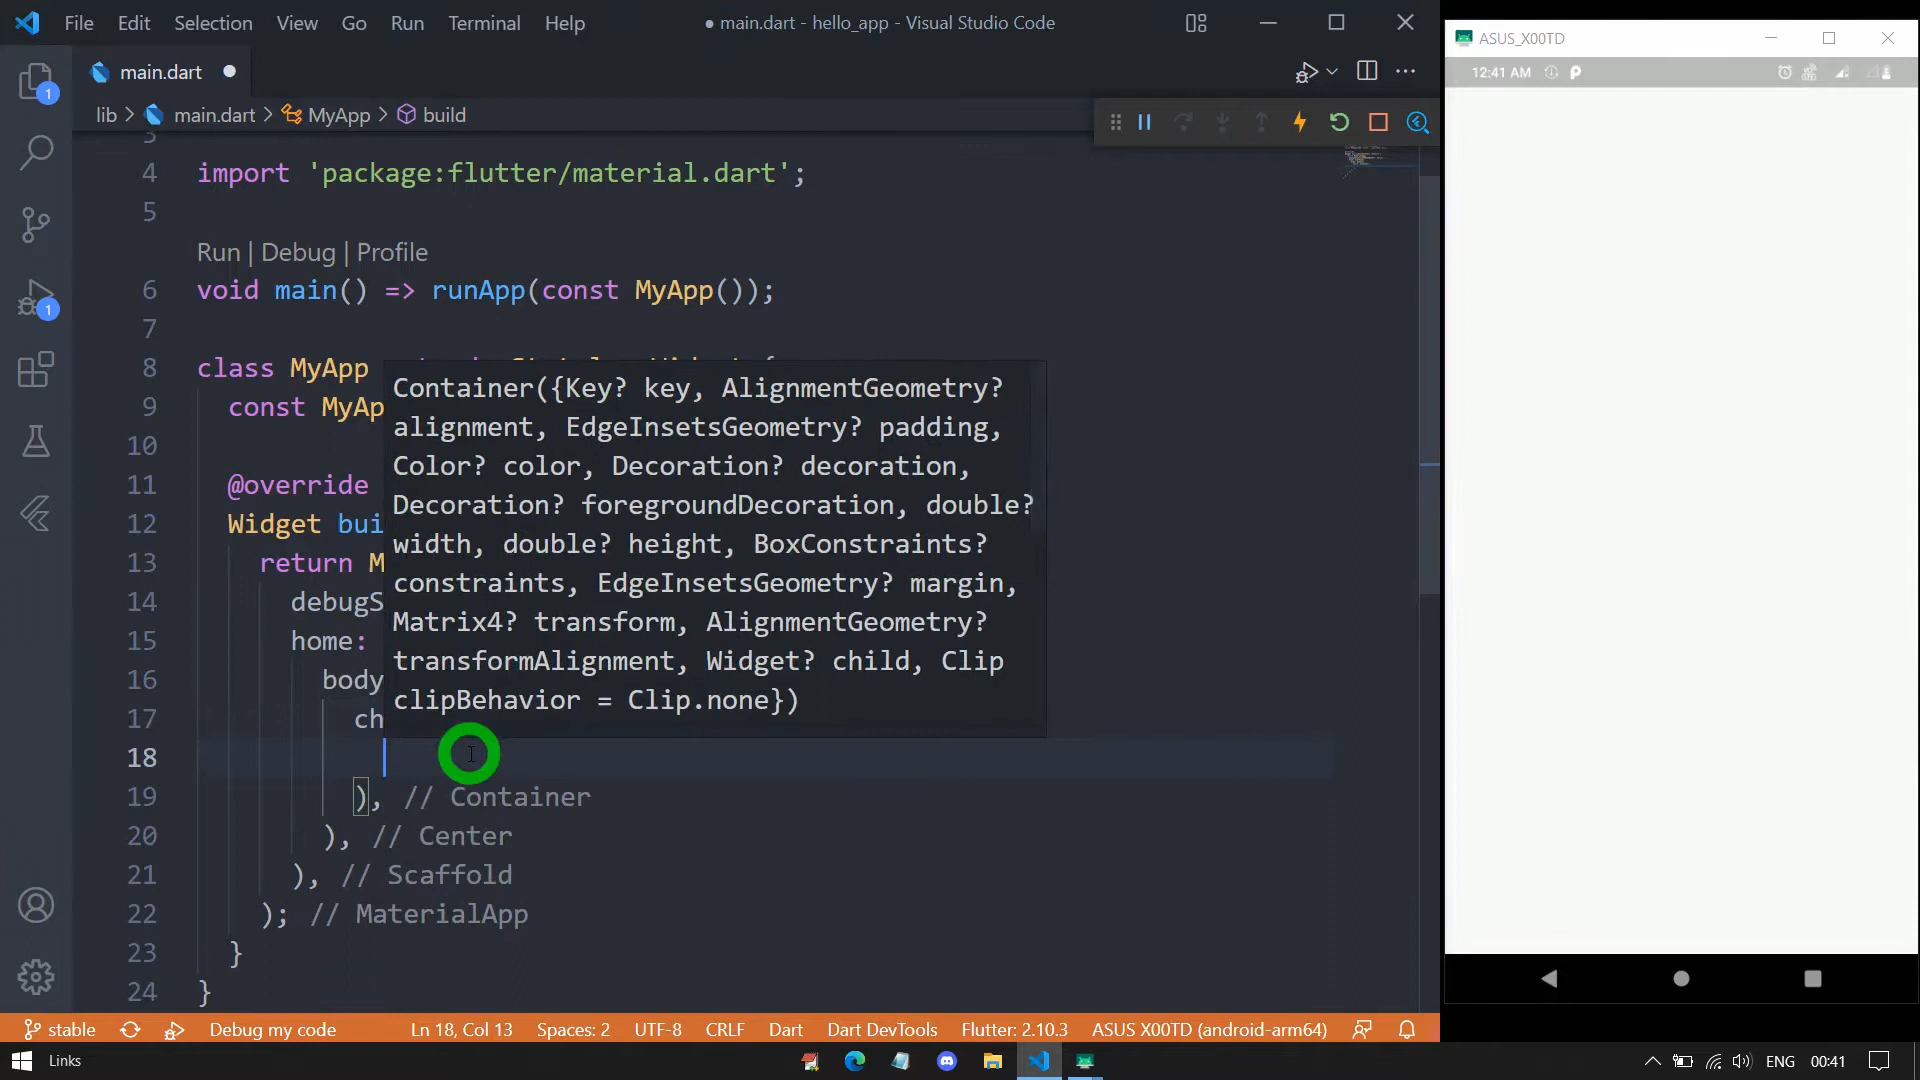 File Edit Selection View Go Run Terminal Help
● main.dart - hello_app - Visual Studio Code
main.dart
lib > main.dart > MyApp > build
3
4 import 'package:flutter/material.dart';
5
Run | Debug | Profile
6 void main() => runApp(const MyApp());
7
8 class MyApp
9 const MyAp
10
11 @override
12 Widget bui
13 return M
14 debugS
15 home:
16 body
17 ch
18
19 ), // Container
20 ), // Center
21 ), // Scaffold
22 ); // MaterialApp
23 }
24 }
Container({Key? key, AlignmentGeometry?
alignment, EdgeInsetsGeometry? padding,
Color? color, Decoration? decoration,
Decoration? foregroundDecoration, double?
width, double? height, BoxConstraints?
constraints, EdgeInsetsGeometry? margin,
Matrix4? transform, AlignmentGeometry?
transformAlignment, Widget? child, Clip
clipBehavior = Clip.none})
1
1
stable Debug my code Ln 18, Col 13 Spaces: 2 UTF-8 CRLF Dart Dart DevTools Flutter: 2.10.3 ASUS X00TD (android-arm64)
ASUS_X00TD
12:41 AM
Links ENG 00:41